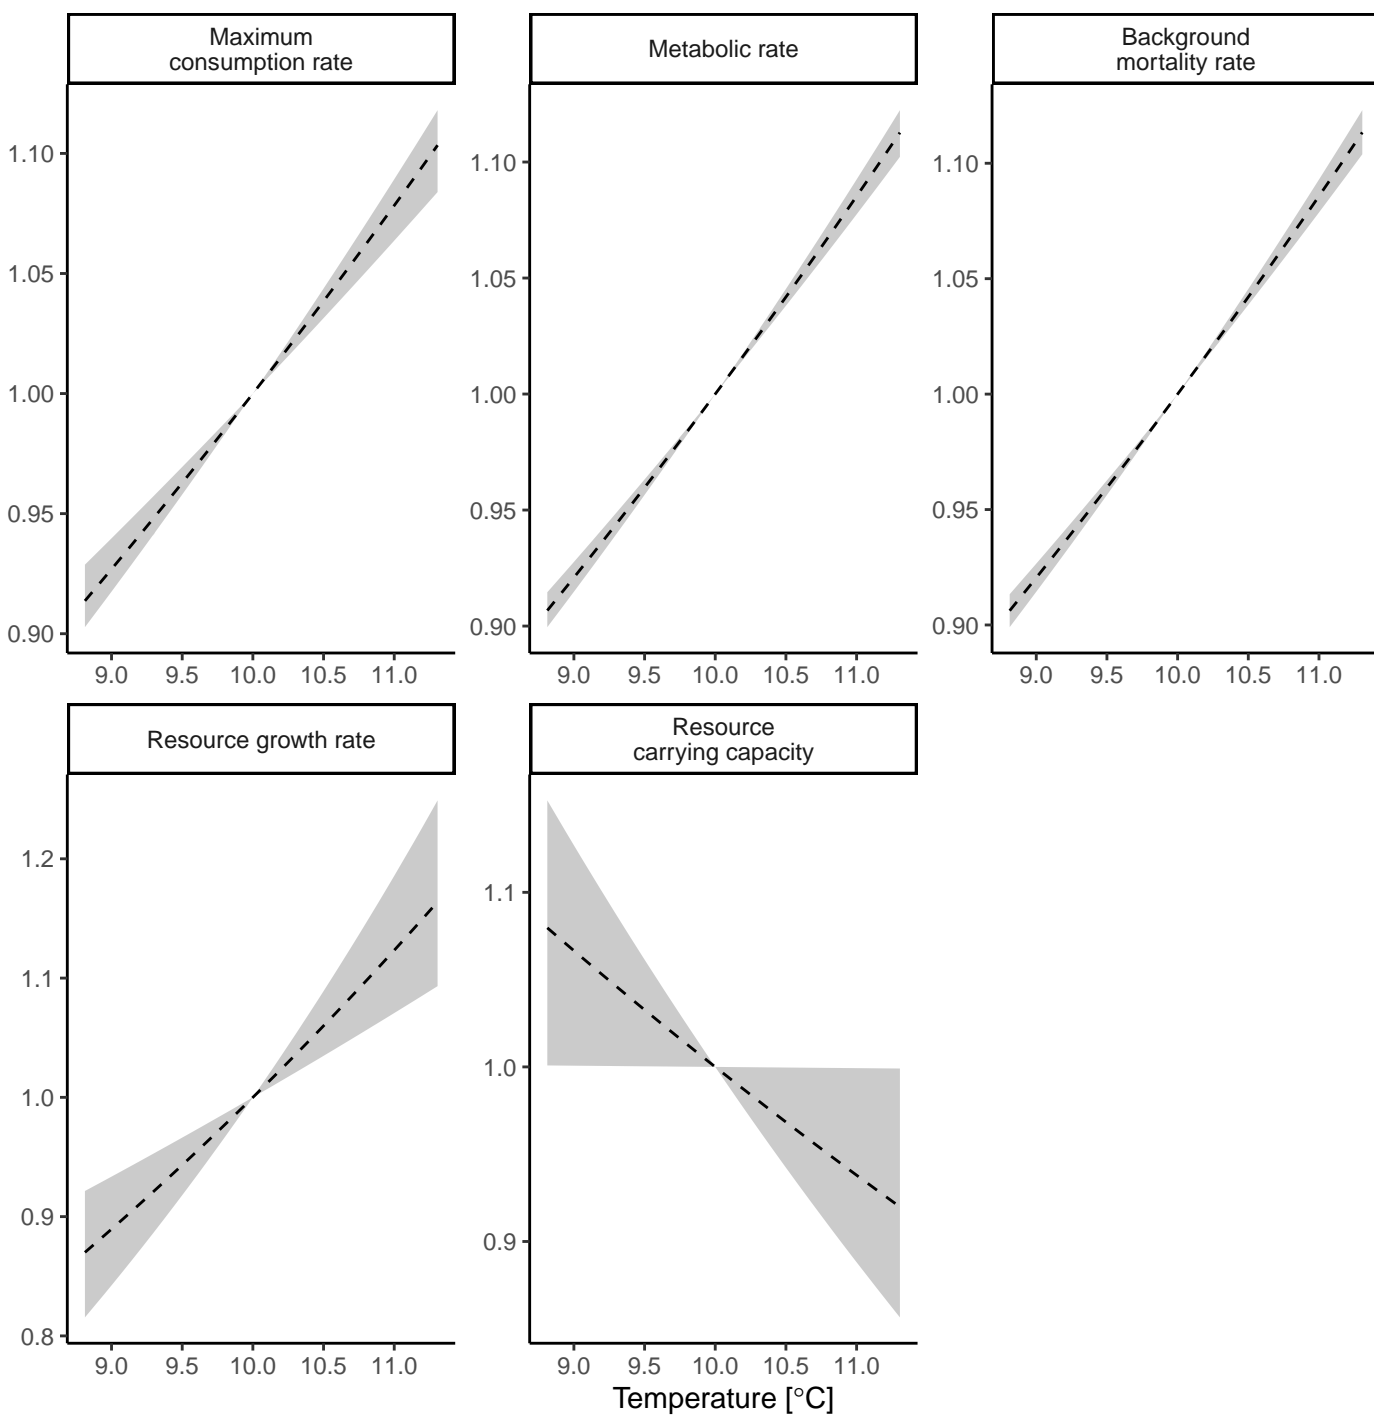 Maximum
consumption rate
Metabolic rate
Background
mortality rate
1.10
1.05
1.00
0.95
0.90
1.10
1.05
1.00
0.95
0.90
1.10
1.05
1.00
0.95
0.90
9.0 9.5 10.0 10.5 11.0
9.0 9.5 10.0 10.5 11.0
9.0 9.5 10.0 10.5 11.0
Resource growth rate
Resource
carrying capacity
1.2
1.1
1.0
0.9
0.8
1.1
1.0
0.9
9.0 9.5 10.0 10.5 11.0
9.0 9.5 10.0 10.5 11.0
Temperature [°C]